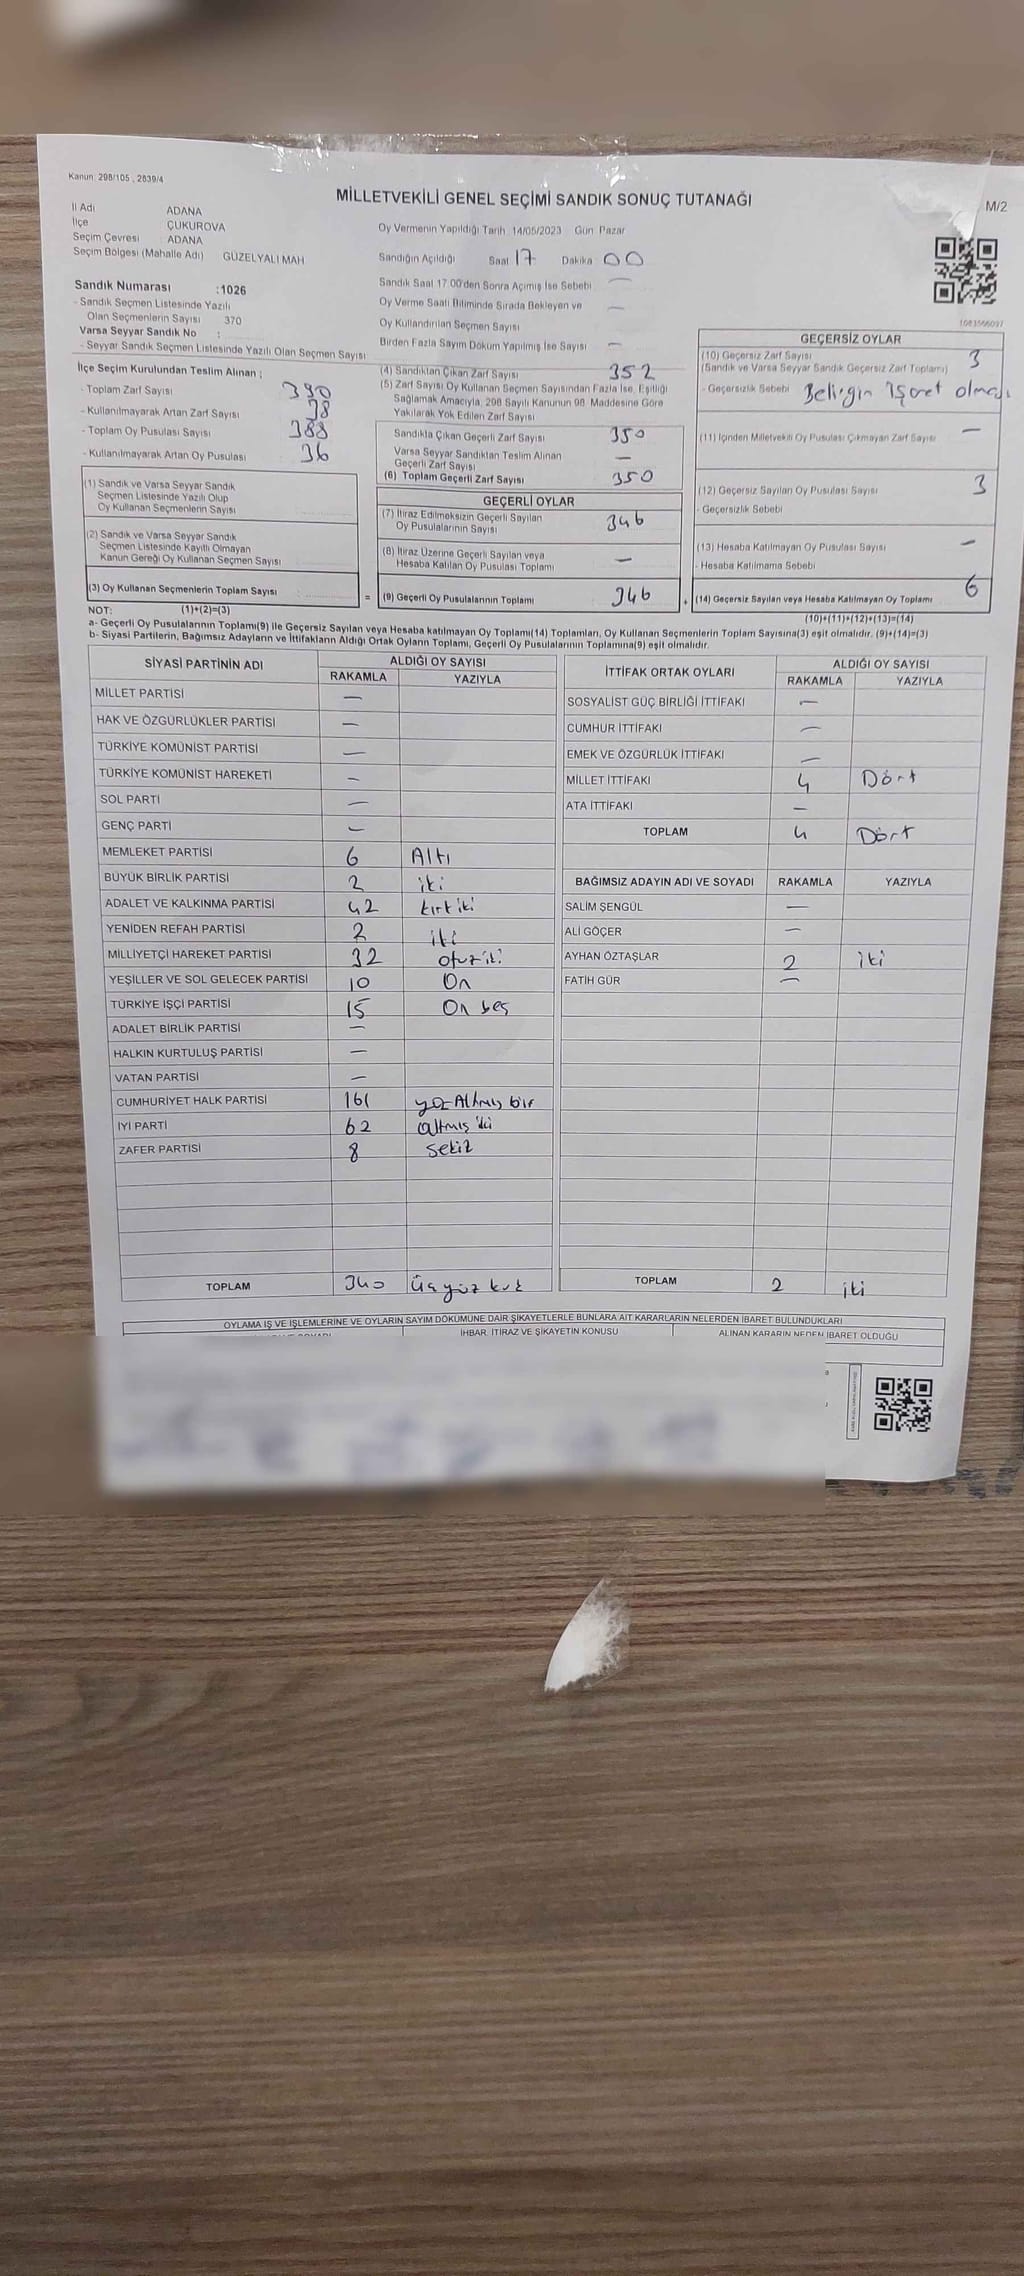 Kanun: 298/105 , 2839/4
MİLLETVEKİLİ GENEL SEÇİMİ SANDIK SONUÇ TUTANAĞI
M/2
İl Adı ADANA
İlçe ÇUKUROVA
Seçim Çevresi ADANA
Seçim Bölgesi (Mahalle Adı) GÜZELYALI MAH
Sandık Numarası :1026
- Sandık Seçmen Listesinde Yazılı
Olan Seçmenlerin Sayısı 370
Varsa Seyyar Sandık No :
- Seyyar Sandık Seçmen Listesinde Yazılı Olan Seçmen Sayısı
Oy Vermenin Yapıldığı Tarih 14/05/2023 Gün Pazar
Sandığın Açıldığı Saat 17 Dakika 00
Sandık Saat 17.00'den Sonra Açımış İse Sebebi —
Oy Verme Saati Bitiminde Sırada Bekleyen ve —
Oy Kullandırılan Seçmen Sayısı
Birden Fazla Sayım Döküm Yapılmış İse Sayısı —
1083566097
İlçe Seçim Kurulundan Teslim Alınan ;
- Toplam Zarf Sayısı 390
- Kullanılmayarak Artan Zarf Sayısı 38
- Toplam Oy Pusulası Sayısı 388
- Kullanılmayarak Artan Oy Pusulası 36
(1) Sandık ve Varsa Seyyar Sandık
Seçmen Listesinde Yazılı Olup
Oy Kullanan Seçmenlerin Sayısı
(2) Sandık ve Varsa Seyyar Sandık
Seçmen Listesinde Kayıtlı Olmayan
Kanun Gereği Oy Kullanan Seçmen Sayısı
(3) Oy Kullanan Seçmenlerin Toplam Sayısı =
(4) Sandıktan Çıkan Zarf Sayısı 352
(5) Zarf Sayısı Oy Kullanan Seçmen Sayısından Fazla İse, Eşitliği
Sağlamak Amacıyla, 298 Sayılı Kanunun 98. Maddesine Göre
Yakılarak Yok Edilen Zarf Sayısı
Sandıkta Çıkan Geçerli Zarf Sayısı 350
Varsa Seyyar Sandıktan Teslim Alınan
Geçerli Zarf Sayısı —
(6) Toplam Geçerli Zarf Sayısı 350
GEÇERLİ OYLAR
(7) İtiraz Edilmeksizin Geçerli Sayılan
Oy Pusulalarının Sayısı 346
(8) İtiraz Üzerine Geçerli Sayılan veya
Hesaba Katılan Oy Pusulası Toplamı —
(9) Geçerli Oy Pusulalarının Toplamı 346 +
GEÇERSİZ OYLAR
(10) Geçersiz Zarf Sayısı 3
(Sandık ve Varsa Seyyar Sandık Geçersiz Zarf Toplamı)
- Geçersizlik Sebebi Belirgin işaret olması
(11) İçinden Milletvekili Oy Pusulası Çıkmayan Zarf Sayısı —
(12) Geçersiz Sayılan Oy Pusulası Sayısı 3
- Geçersizlik Sebebi
(13) Hesaba Katılmayan Oy Pusulası Sayısı —
- Hesaba Katılmama Sebebi
(14) Geçersiz Sayılan veya Hesaba Katılmayan Oy Toplamı 6
NOT: (1)+(2)=(3)
(10)+(11)+(12)+(13)=(14)
a- Geçerli Oy Pusulalarının Toplamı(9) ile Geçersiz Sayılan veya Hesaba katılmayan Oy Toplamı(14) Toplamları, Oy Kullanan Seçmenlerin Toplam Sayısına(3) eşit olmalıdır. (9)+(14)=(3)
b- Siyasi Partilerin, Bağımsız Adayların ve İttifakların Aldığı Ortak Oyların Toplamı, Geçerli Oy Pusulalarının Toplamına(9) eşit olmalıdır.
SİYASİ PARTİNİN ADI ALDIĞI OY SAYISI
RAKAMLA YAZIYLA
MİLLET PARTİSİ —
HAK VE ÖZGÜRLÜKLER PARTİSİ —
TÜRKİYE KOMÜNİST PARTİSİ —
TÜRKİYE KOMÜNİST HAREKETİ —
SOL PARTİ —
GENÇ PARTİ —
MEMLEKET PARTİSİ 6 Altı
BÜYÜK BİRLİK PARTİSİ 2 iki
ADALET VE KALKINMA PARTİSİ 42 kırk iki
YENİDEN REFAH PARTİSİ 2 iki
MİLLİYETÇİ HAREKET PARTİSİ 32 otuz iki
YEŞİLLER VE SOL GELECEK PARTİSİ 10 On
TÜRKİYE İŞÇİ PARTİSİ 15 On beş
ADALET BİRLİK PARTİSİ —
HALKIN KURTULUŞ PARTİSİ —
VATAN PARTİSİ —
CUMHURİYET HALK PARTİSİ 161 yüz Altmış bir
İYİ PARTİ 62 altmış iki
ZAFER PARTİSİ 8 sekiz
TOPLAM 340 Üç yüz kırk
İTTİFAK ORTAK OYLARI ALDIĞI OY SAYISI
RAKAMLA YAZIYLA
SOSYALİST GÜÇ BİRLİĞİ İTTİFAKI —
CUMHUR İTTİFAKI —
EMEK VE ÖZGÜRLÜK İTTİFAKI —
MİLLET İTTİFAKI 4 Dört
ATA İTTİFAKI —
TOPLAM 4 Dört
BAĞIMSIZ ADAYIN ADI VE SOYADI RAKAMLA YAZIYLA
SALİM ŞENGÜL —
ALİ GÖÇER —
AYHAN ÖZTAŞLAR 2 iki
FATİH GÜR —
TOPLAM 2 iki
OYLAMA İŞ VE İŞLEMLERİNE VE OYLARIN SAYIM DÖKÜMÜNE DAİR ŞİKAYETLERLE BUNLARA AİT KARARLARIN NELERDEN İBARET BULUNDUKLARI
İHBAR, İTİRAZ VE ŞİKAYETİN KONUSU ALINAN KARARIN NEDEN İBARET OLDUĞU